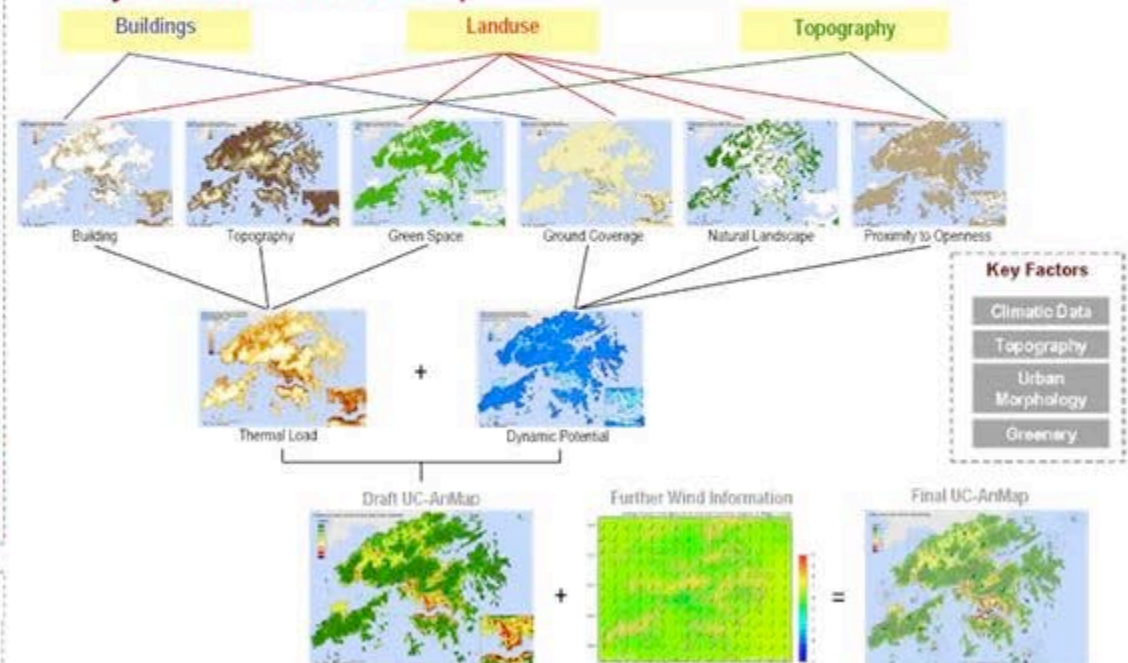 Buildings
Landuse
Topography
Building
Topography
Green Space
Ground Coverage
Natural Landscape
Proximity to Openness
Key Factors
Climatic Data
Topography
Urban
Morphology
Greenery
+
Thermal Load
Dynamic Potential
Draft UC-AnMap
Further Wind Information
Final UC-AnMap
+
=